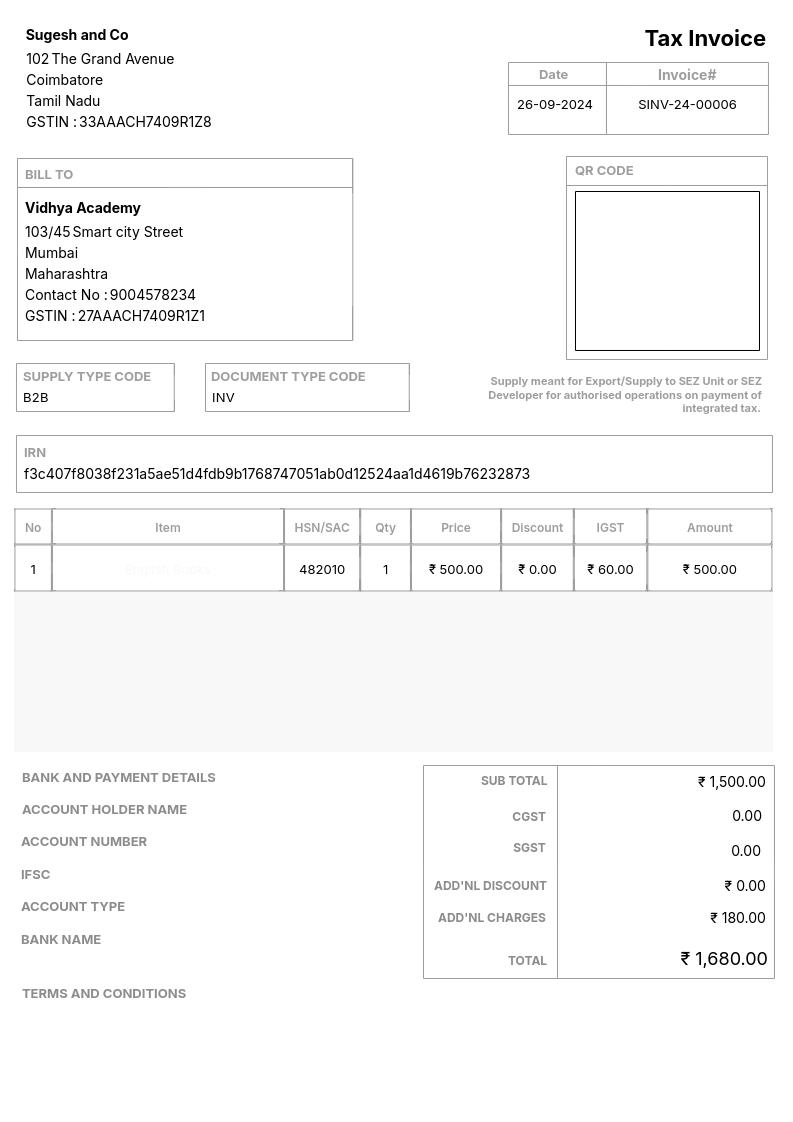 Sugesh and Co
102 The Grand Avenue
Coimbatore
Tamil Nadu
GSTIN : 33AAACH7409R1Z8
Tax Invoice
Date Invoice#
26-09-2024 SINV-24-00006
BILL TO
Vidhya Academy
103/45 Smart city Street
Mumbai
Maharashtra
Contact No : 9004578234
GSTIN : 27AAACH7409R1Z1
QR CODE
SUPPLY TYPE CODE
B2B
DOCUMENT TYPE CODE
INV
Supply meant for Export/Supply to SEZ Unit or SEZ
Developer for authorised operations on payment of
integrated tax.
IRN
f3c407f8038f231a5ae51d4fdb9b1768747051ab0d12524aa1d4619b76232873
No Item HSN/SAC Qty Price Discount IGST Amount
1 482010 1 ₹ 500.00 ₹ 0.00 ₹ 60.00 ₹ 500.00
BANK AND PAYMENT DETAILS
ACCOUNT HOLDER NAME
ACCOUNT NUMBER
IFSC
ACCOUNT TYPE
BANK NAME
SUB TOTAL ₹ 1,500.00
CGST 0.00
SGST 0.00
ADD'NL DISCOUNT ₹ 0.00
ADD'NL CHARGES ₹ 180.00
TOTAL ₹ 1,680.00
TERMS AND CONDITIONS